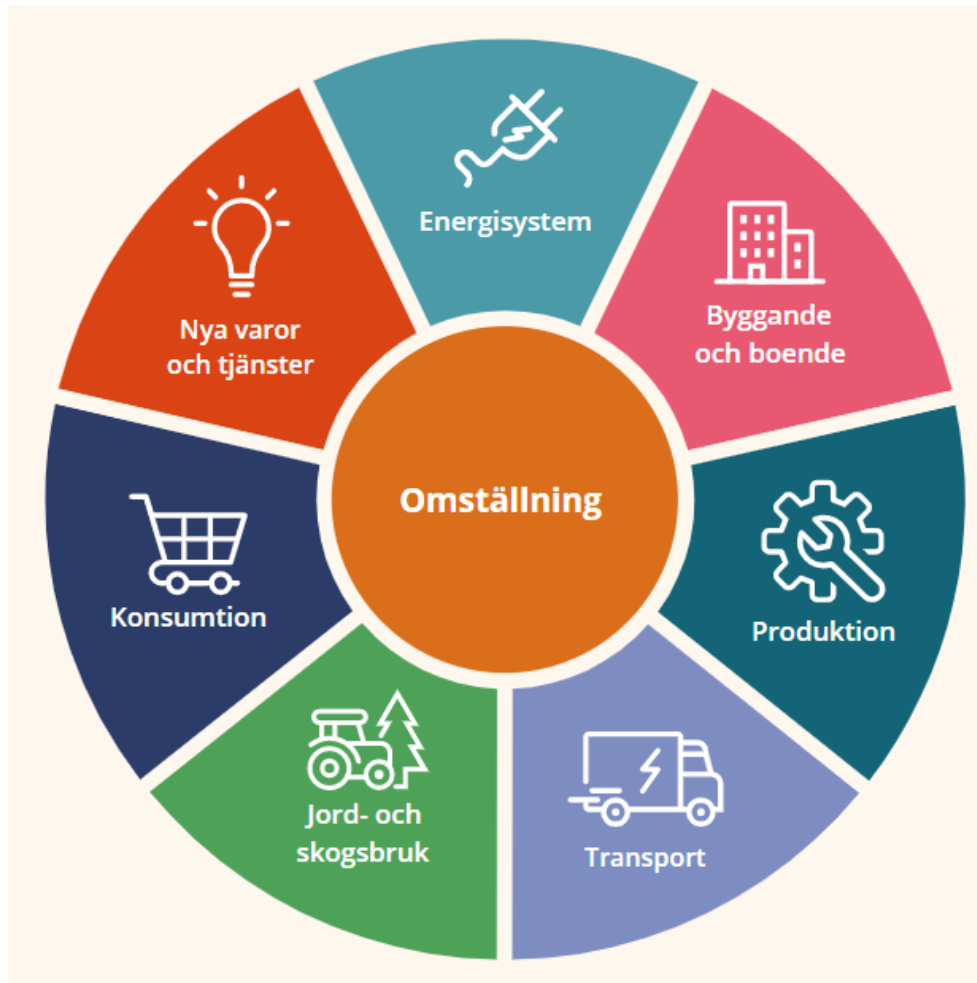 Energisystem
Byggande
och boende
Produktion
Transport
Jord- och
skogsbruk
Konsumtion
Nya varor
och tjänster
Omställning